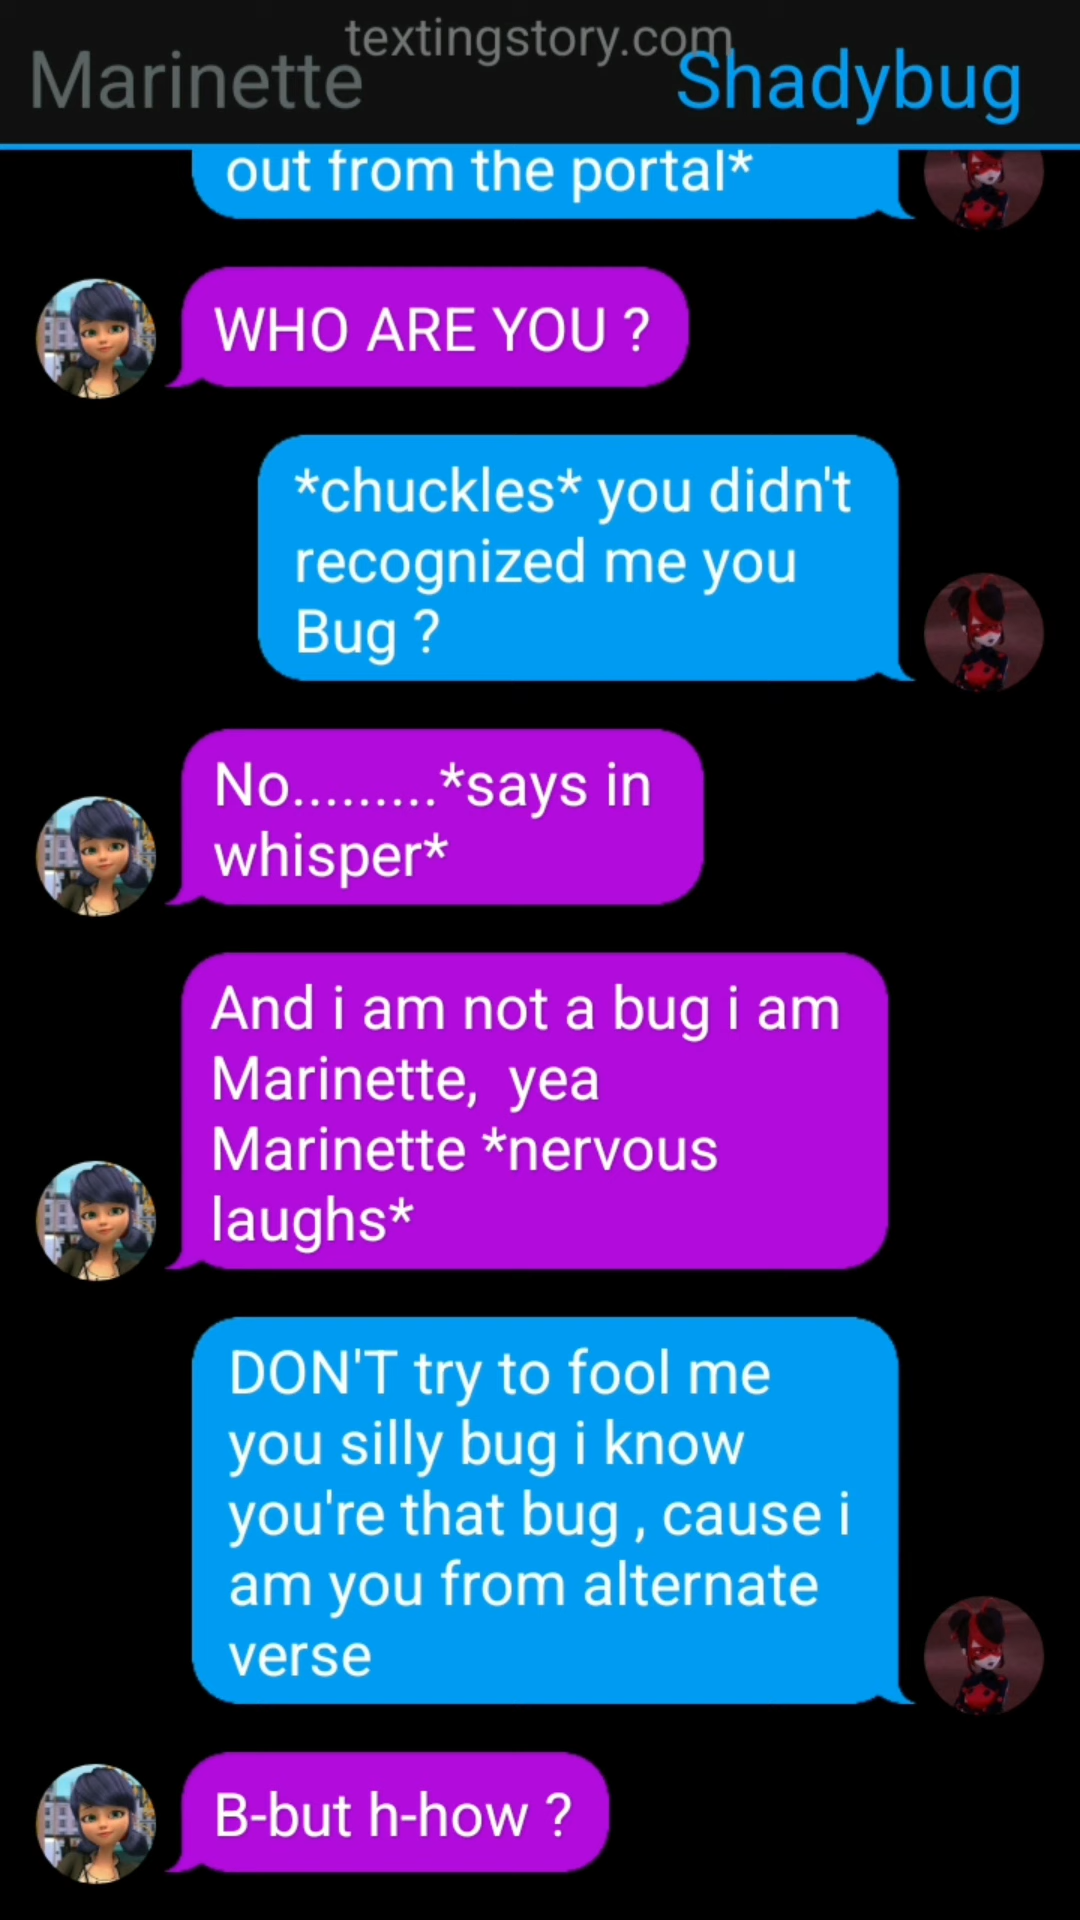 textingstory.com
Marinette
Shadybug
out from the portal*
WHO ARE YOU ?
*chuckles* you didn't
recognized me you
Bug ?
No.........*says in
whisper*
And i am not a bug i am
Marinette,  yea
Marinette *nervous
laughs*
DON'T try to fool me
you silly bug i know
you're that bug , cause i
am you from alternate
verse
B-but h-how ?